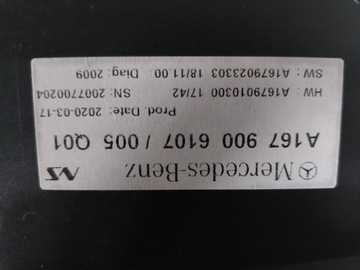 Mercedes-Benz NS
A167 900 6107 / 005 Q01
Prod. Date: 2020-03-17
HW: A1679010300 17/42 SN: 2007700204
SW: A1679023303 18/11.00 Diag: 2009